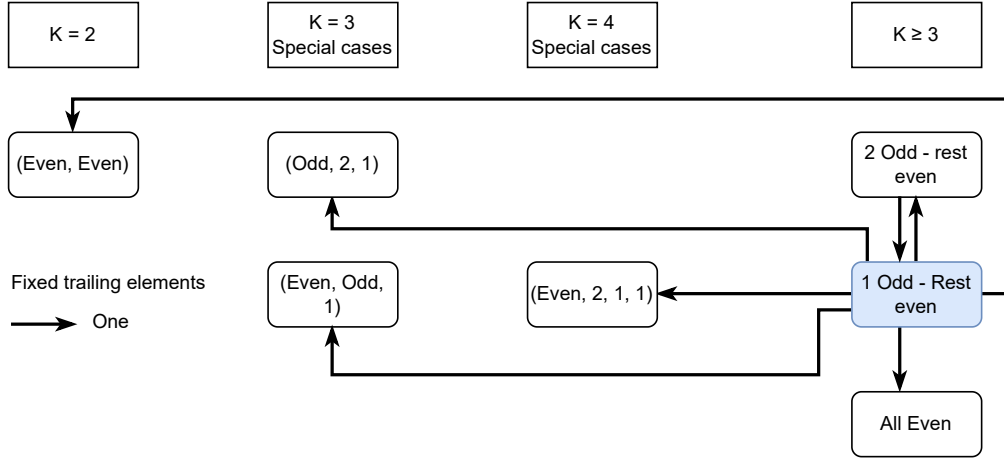 K = 2
K = 3
Special cases
K = 4
Special cases
K ≥ 3
(Even, Even)
(Odd, 2, 1)
2 Odd - rest
even
Fixed trailing elements
One
(Even, Odd,
1)
(Even, 2, 1, 1)
1 Odd - Rest
even
All Even